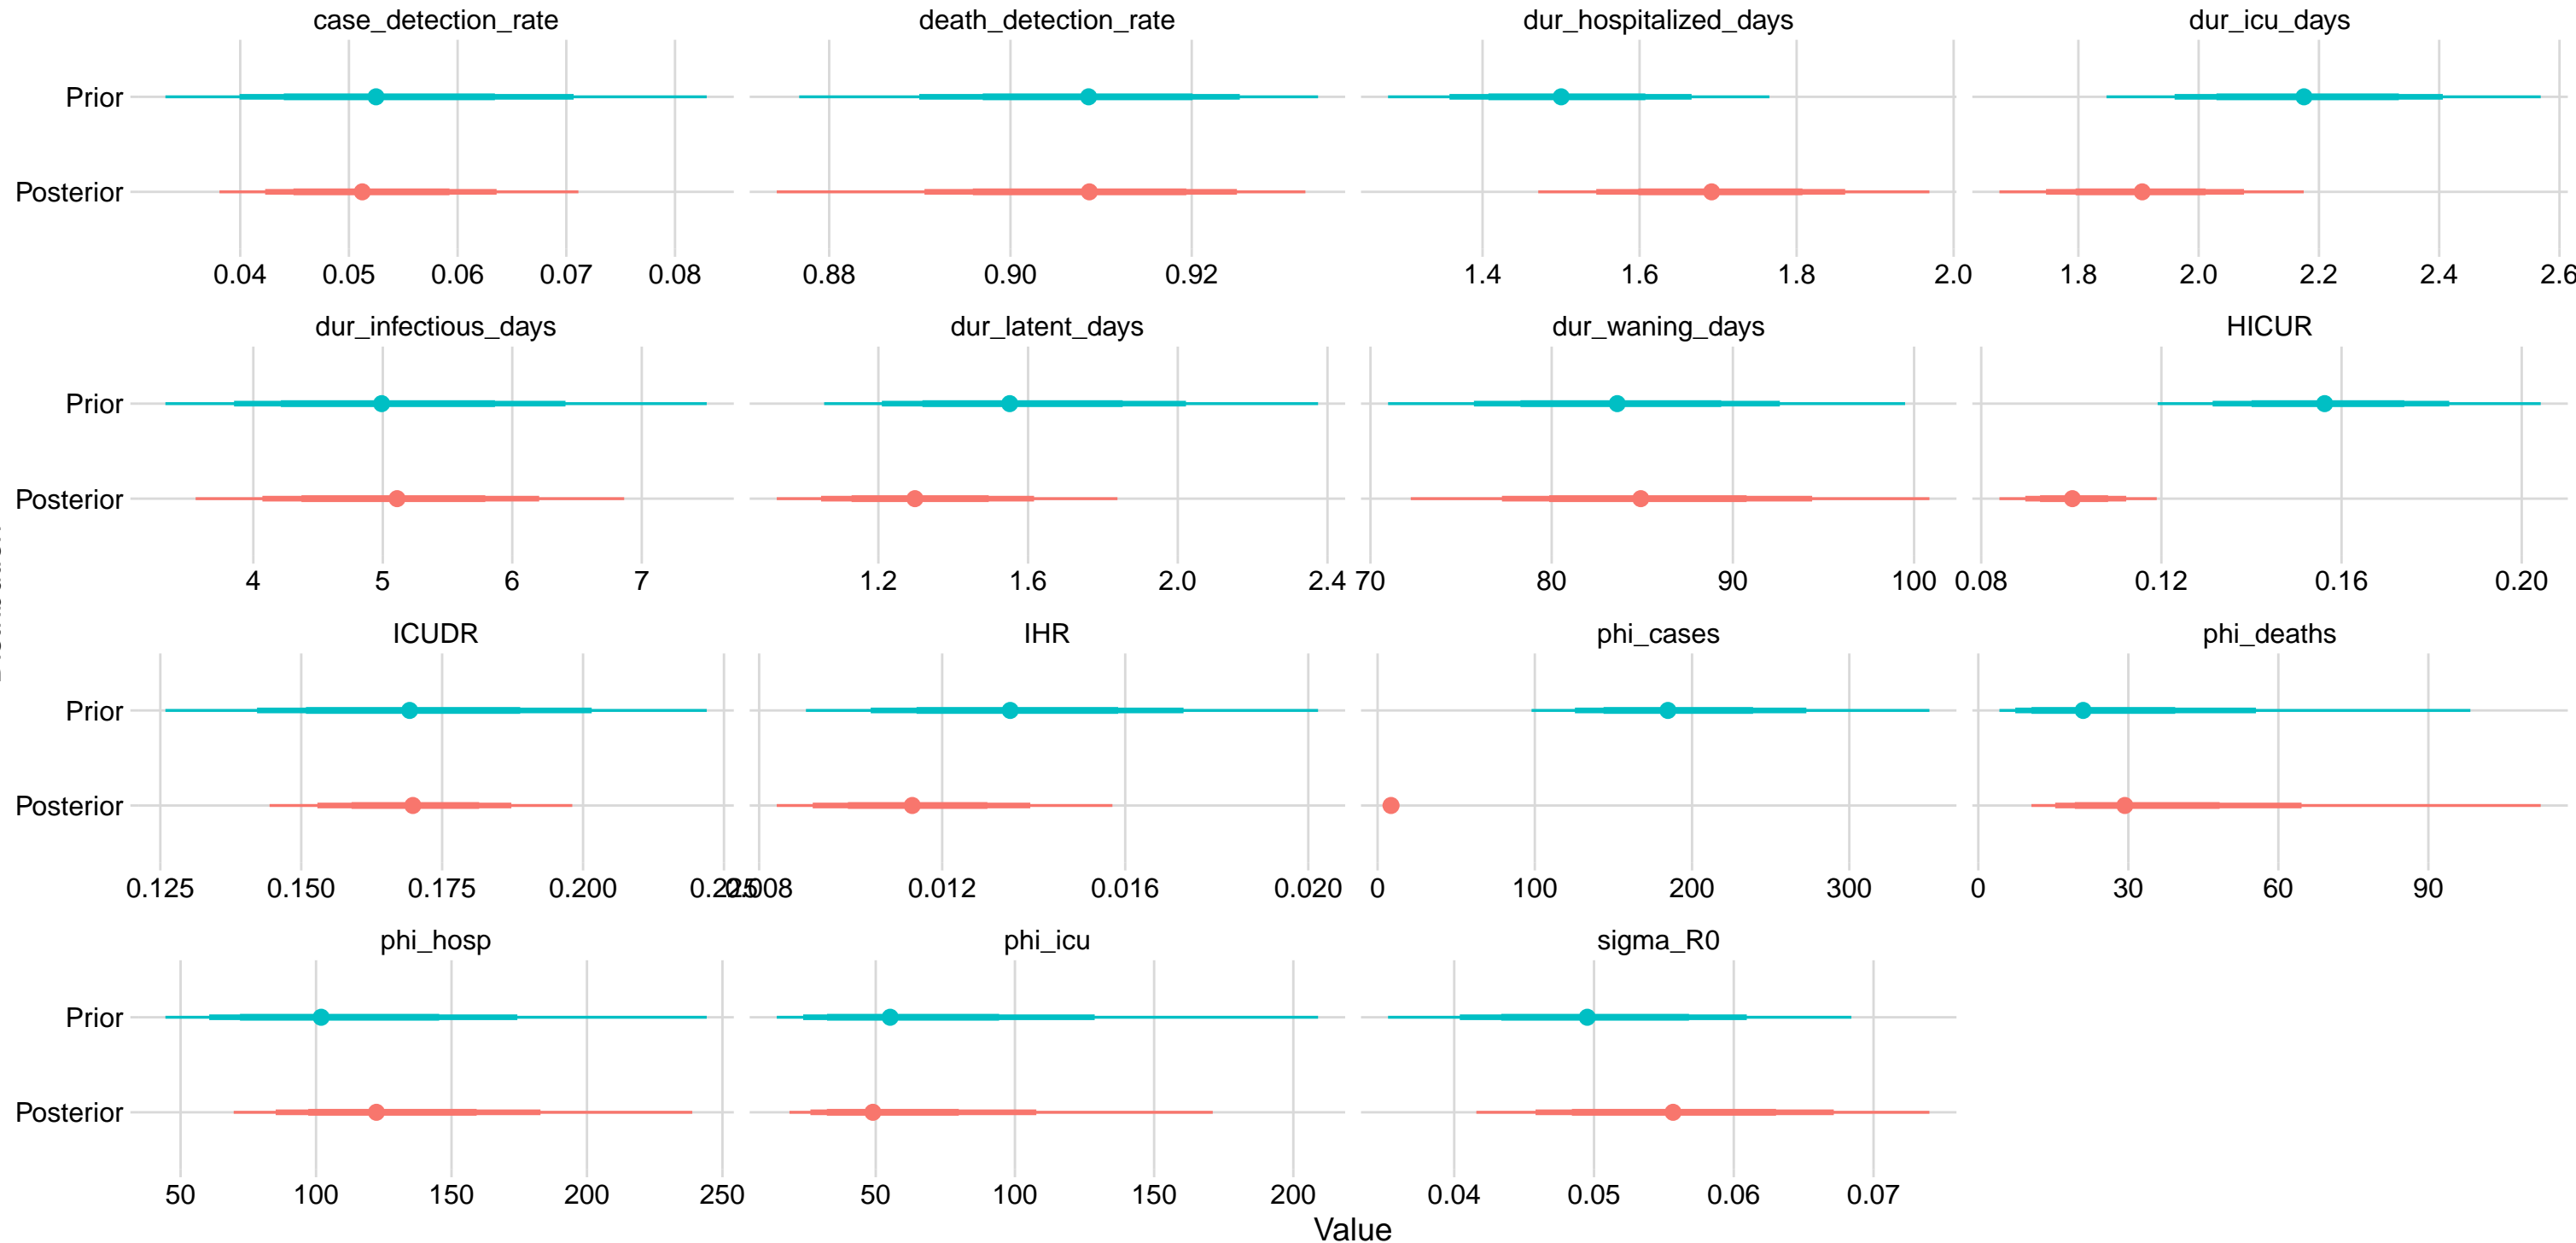 case_detection_rate death_detection_rate dur_hospitalized_days dur_icu_days
Prior
Posterior
0.04 0.05 0.06 0.07 0.08 0.88 0.90 0.92 1.4 1.6 1.8 2.0 1.8 2.0 2.2 2.4 2.6
dur_infectious_days dur_latent_days dur_waning_days HICUR
Prior
Posterior
4 5 6 7 1.2 1.6 2.0 2.4 70 80 90 100 0.08 0.12 0.16 0.20
ICUDR IHR phi_cases phi_deaths
Prior
Posterior
0.125 0.150 0.175 0.200 0.225 0.008 0.012 0.016 0.020 0 100 200 300 0 30 60 90
phi_hosp phi_icu sigma_R0
Prior
Posterior
50 100 150 200 250 50 100 150 200 0.04 0.05 0.06 0.07
Value